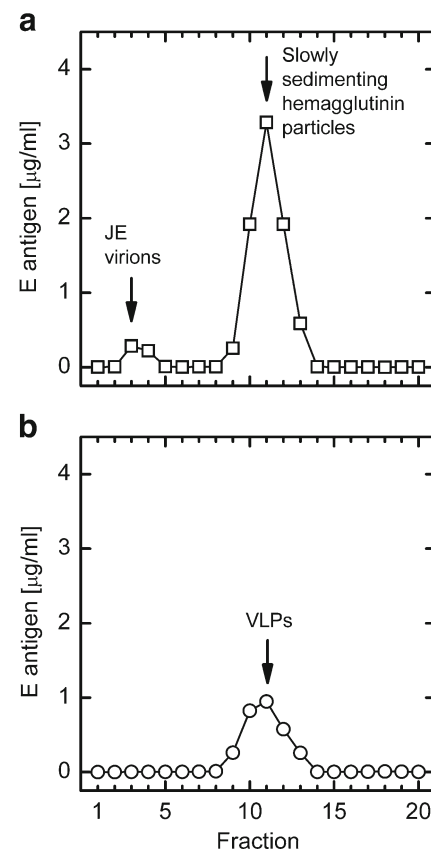 a
4
3
2
1
0
E antigen [μg/ml]
JE
virions
Slowly
sedimenting
hemagglutinin
particles
b
4
3
2
1
0
E antigen [μg/ml]
VLPs
1 5 10 15 20
Fraction